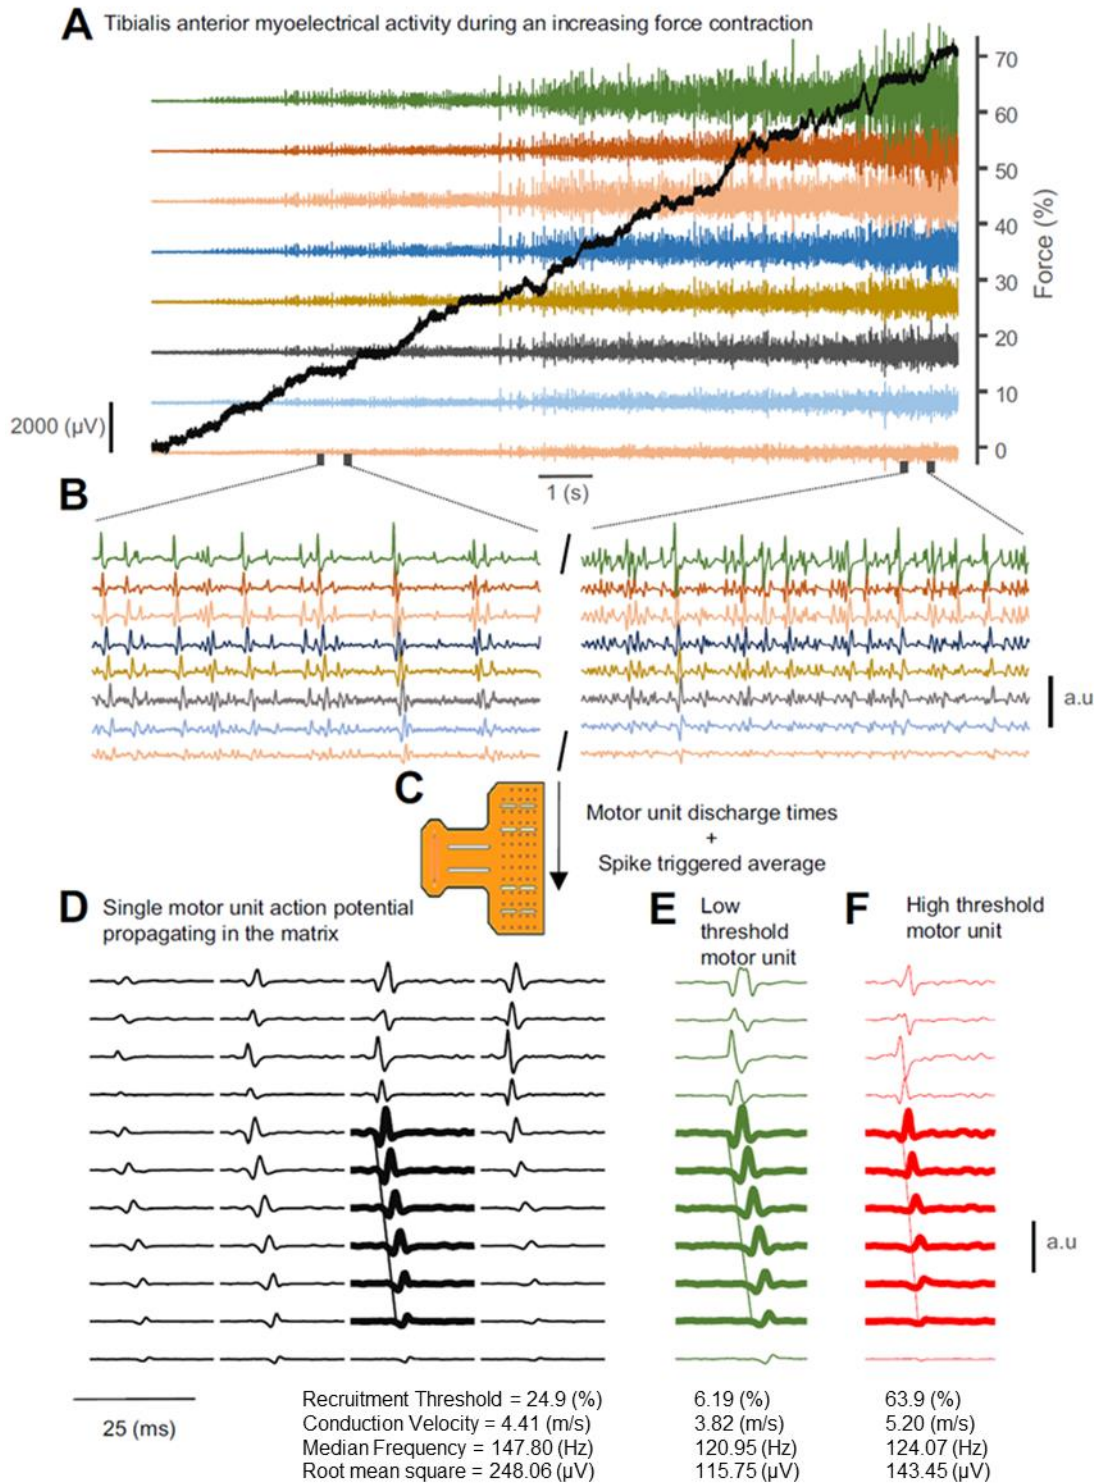 A Tibialis anterior myoelectrical activity during an increasing force contraction
70
60
50
40
30
20
10
0
Force (%)
2000 (µV)
1 (s)
B
a.u
C
Motor unit discharge times
+
Spike triggered average
D Single motor unit action potential
propagating in the matrix
E Low
threshold
motor unit
F High threshold
motor unit
a.u
25 (ms)
Recruitment Threshold = 24.9 (%) 6.19 (%) 63.9 (%)
Conduction Velocity = 4.41 (m/s) 3.82 (m/s) 5.20 (m/s)
Median Frequency = 147.80 (Hz) 120.95 (Hz) 124.07 (Hz)
Root mean square = 248.06 (µV) 115.75 (µV) 143.45 (µV)